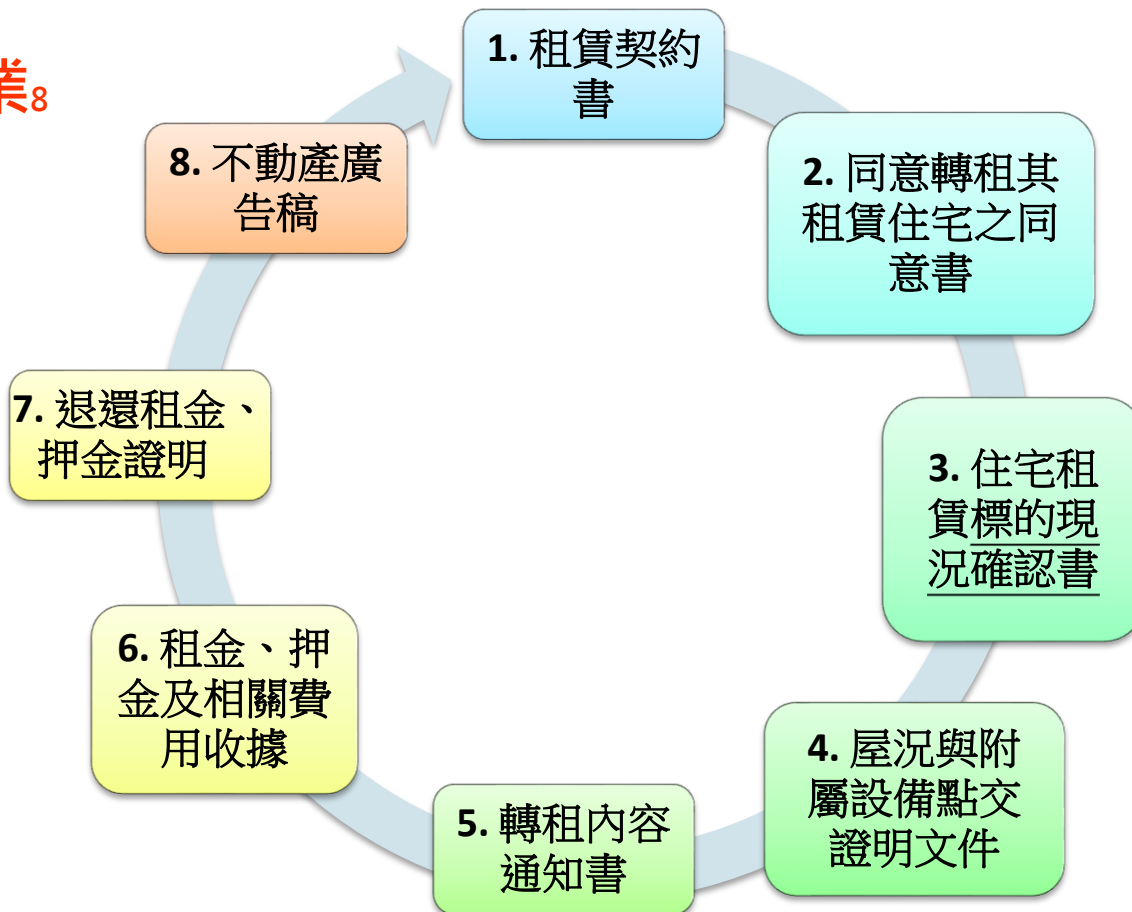 業8
1. 租賃契約
書
2. 同意轉租其
租賃住宅之同
意書
3. 住宅租
賃標的現
況確認書
4. 屋況與附
屬設備點交
證明文件
5. 轉租內容
通知書
6. 租金、押
金及相關費
用收據
7. 退還租金、
押金證明
8. 不動產廣
告稿